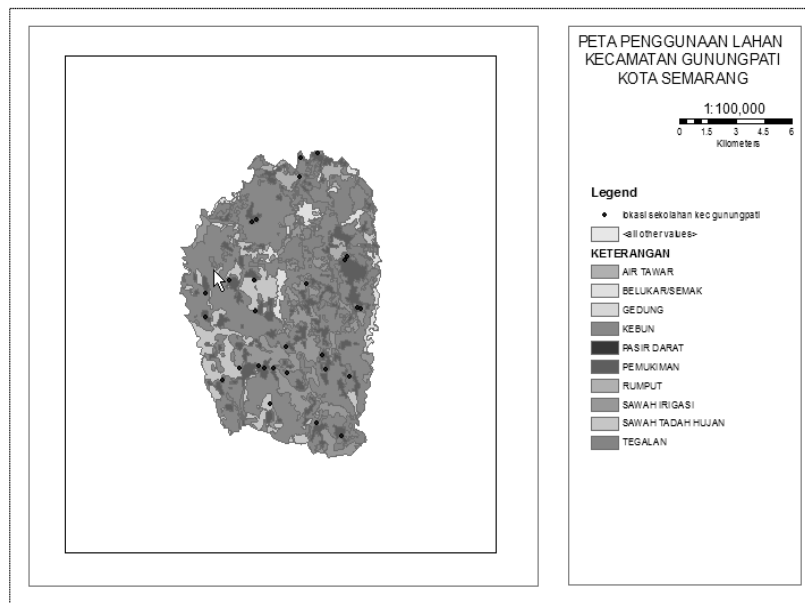 PETA PENGGUNAAN LAHAN
KECAMATAN GUNUNGPATI
KOTA SEMARANG
1:100,000
0 1.5 3 4.5 6
Kilometers
Legend
lokasi sekolahan kec gunungpati
<all other values>
KETERANGAN
AIR TAWAR
BELUKAR/SEMAK
GEDUNG
KEBUN
PASIR DARAT
PEMUKIMAN
RUMPUT
SAWAH IRIGASI
SAWAH TADAH HUJAN
TEGALAN